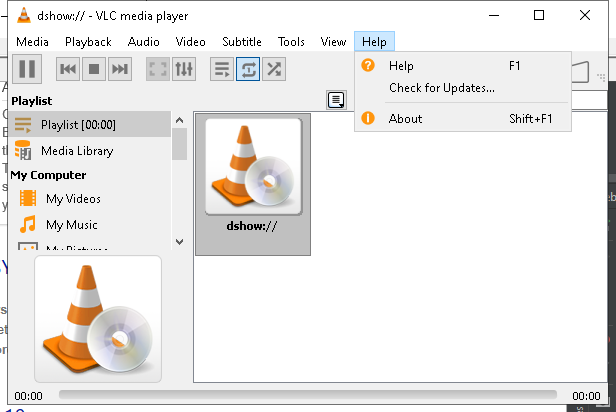 dshow:// - VLC media player
Media Playback Audio Video Subtitle Tools View Help
Help F1
Check for Updates...
About Shift+F1
Playlist
Playlist [00:00]
Media Library
My Computer
My Videos
My Music
My Pictures
dshow://
00:00 00:00